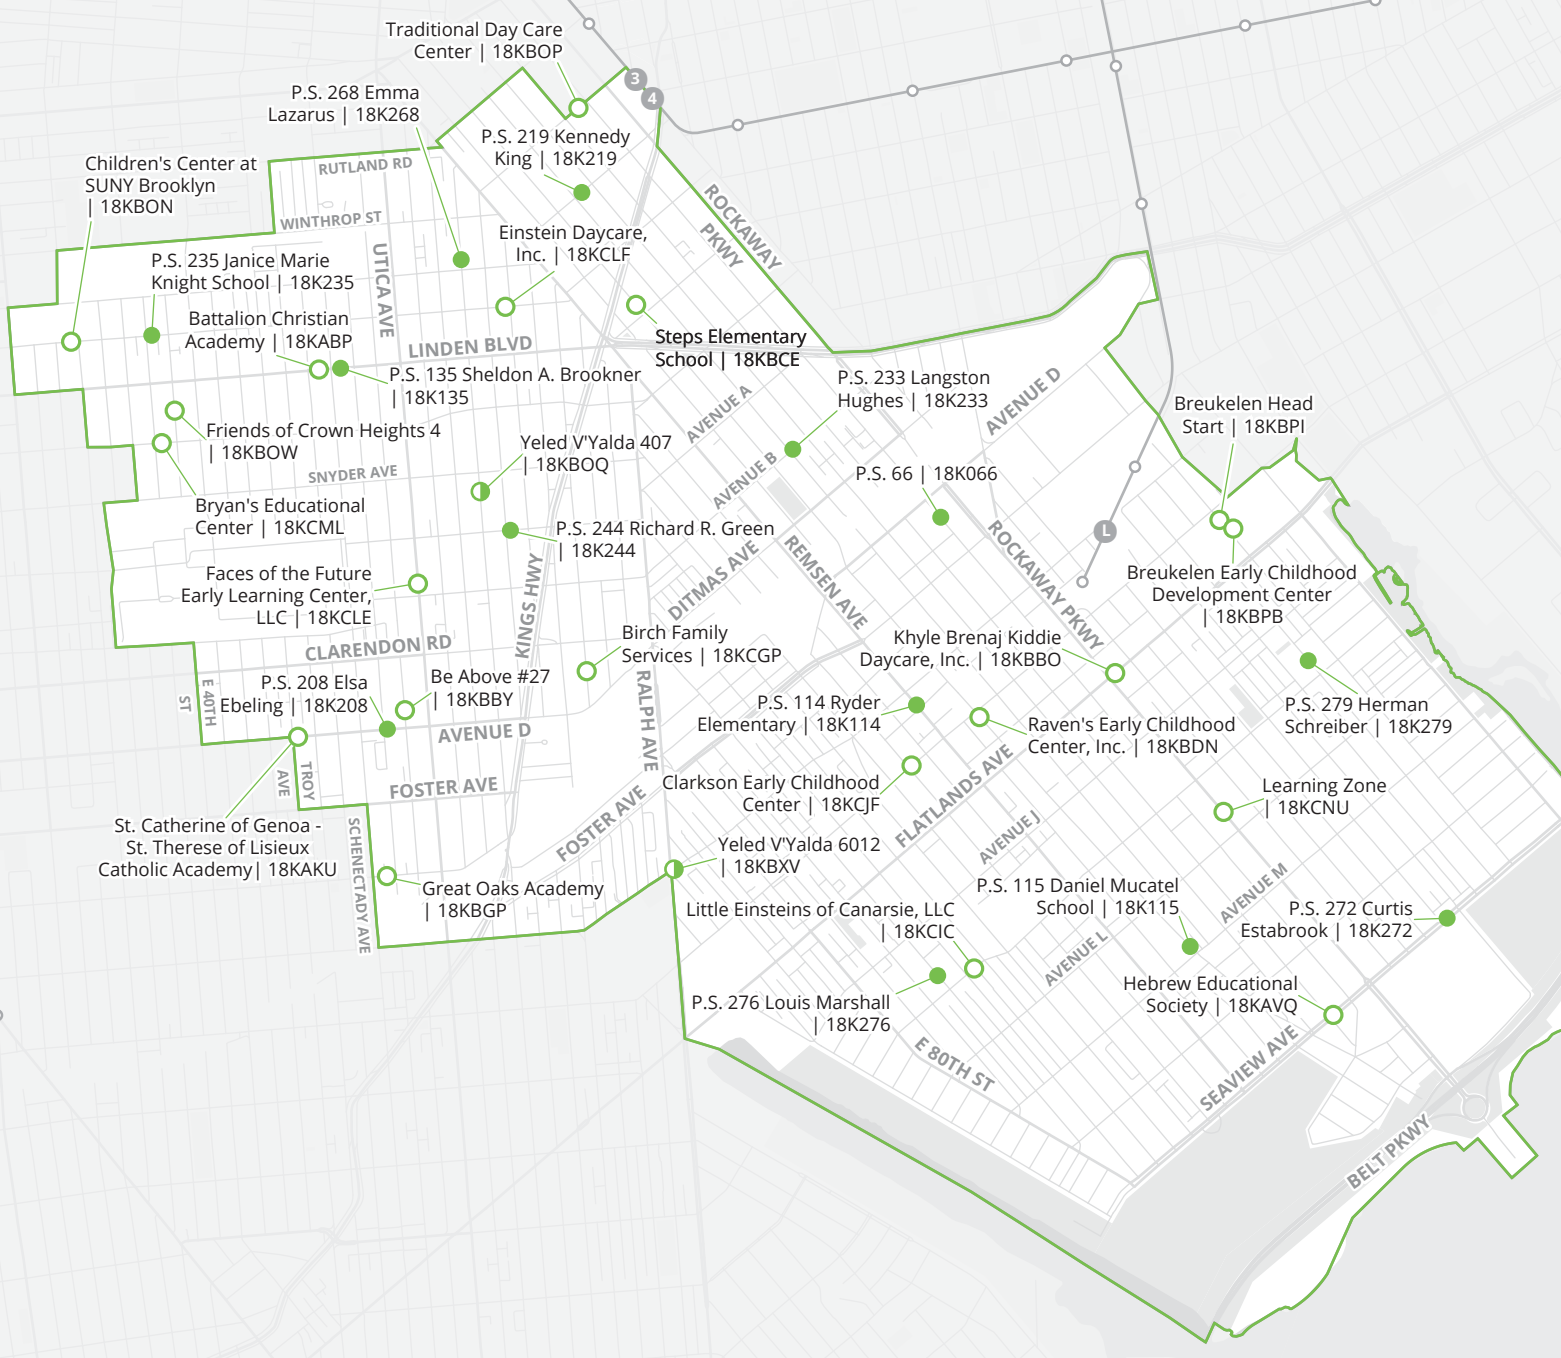 Traditional Day Care
Center | 18KBOP
3
4
P.S. 268 Emma
Lazarus | 18K268
P.S. 219 Kennedy
King | 18K219
Children's Center at
SUNY Brooklyn
| 18KBON
RUTLAND RD
WINTHROP ST
ROCKAWAY
PKWY
UTICA AVE
Einstein Daycare,
Inc. | 18KCLF
P.S. 235 Janice Marie
Knight School | 18K235
Battalion Christian
Academy | 18KABP
LINDEN BLVD
Steps Elementary
School | 18KBCE
P.S. 135 Sheldon A. Brookner
| 18K135
P.S. 233 Langston
Hughes | 18K233
AVENUE A
AVENUE D
Breukelen Head
Start | 18KBPI
Friends of Crown Heights 4
| 18KBOW
Yeled V'Yalda 407
| 18KBOQ
SNYDER AVE
AVENUE B
P.S. 66 | 18K066
Bryan's Educational
Center | 18KCML
P.S. 244 Richard R. Green
| 18K244
L
ROCKAWAY PKWY
REMSEN AVE
DITMAS AVE
KINGS HWY
Faces of the Future
Early Learning Center,
LLC | 18KCLE
Breukelen Early Childhood
Development Center
| 18KBPB
CLARENDON RD
Birch Family
Services | 18KCGP
Khyle Brenaj Kiddie
Daycare, Inc. | 18KBBO
E 40TH
ST
P.S. 208 Elsa
Ebeling | 18K208
Be Above #27
| 18KBBY
RALPH AVE
P.S. 114 Ryder
Elementary | 18K114
Raven's Early Childhood
Center, Inc. | 18KBDN
P.S. 279 Herman
Schreiber | 18K279
AVENUE D
TROY
AVE
FOSTER AVE
FOSTER AVE
Clarkson Early Childhood
Center | 18KCJF
FLATLANDS AVE
Learning Zone
| 18KCNU
St. Catherine of Genoa -
St. Therese of Lisieux
Catholic Academy| 18KAKU
SCHENECTADY AVE
AVENUE J
Yeled V'Yalda 6012
| 18KBXV
Great Oaks Academy
| 18KBGP
P.S. 115 Daniel Mucatel
School | 18K115
AVENUE M
Little Einsteins of Canarsie, LLC
| 18KCIC
P.S. 272 Curtis
Estabrook | 18K272
AVENUE L
P.S. 276 Louis Marshall
| 18K276
Hebrew Educational
Society | 18KAVQ
E 80TH ST
SEAVIEW AVE
BELT PKWY